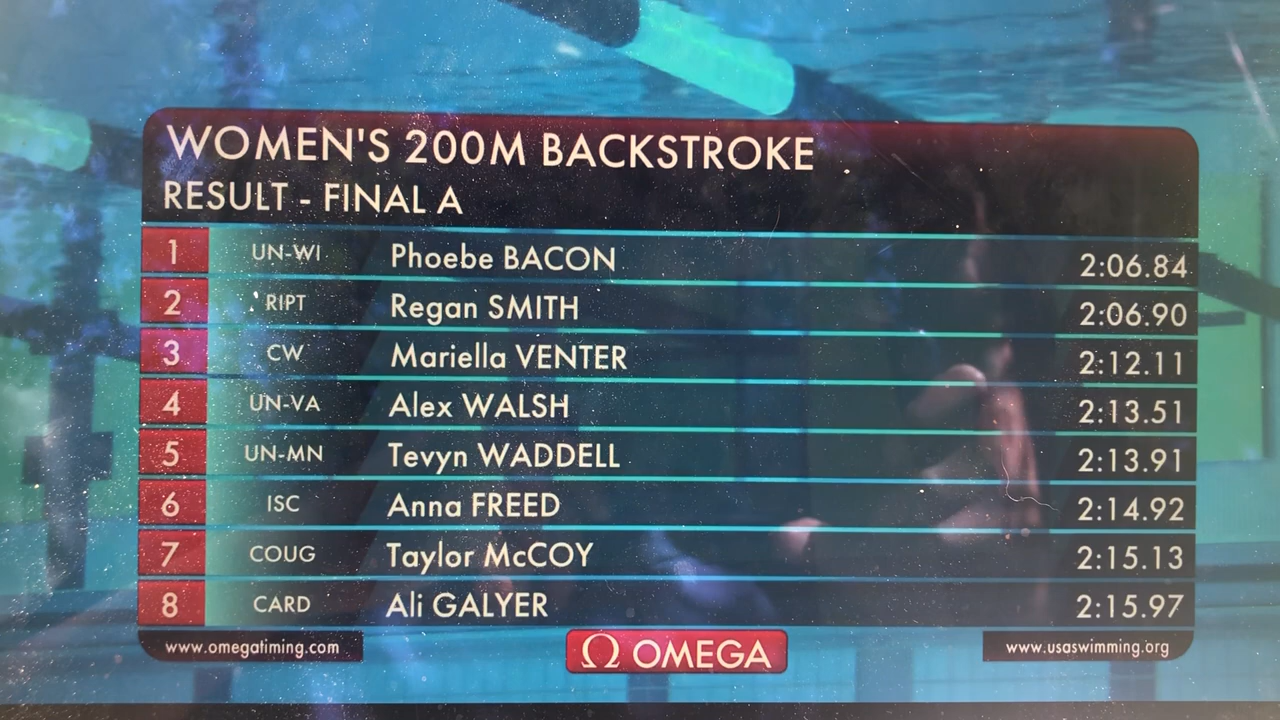 WOMEN'S 200M BACKSTROKE
RESULT - FINAL A
1 UN-WI Phoebe BACON 2:06.84
2 RIPT Regan SMITH 2:06.90
3 CW Mariella VENTER 2:12.11
4 UN-VA Alex WALSH 2:13.51
5 UN-MN Tevyn WADDELL 2:13.91
6 ISC Anna FREED 2:14.92
7 COUG Taylor McCOY 2:15.13
8 CARD Ali GALYER 2:15.97
www.omegatiming.com Ω OMEGA www.usaswimming.org